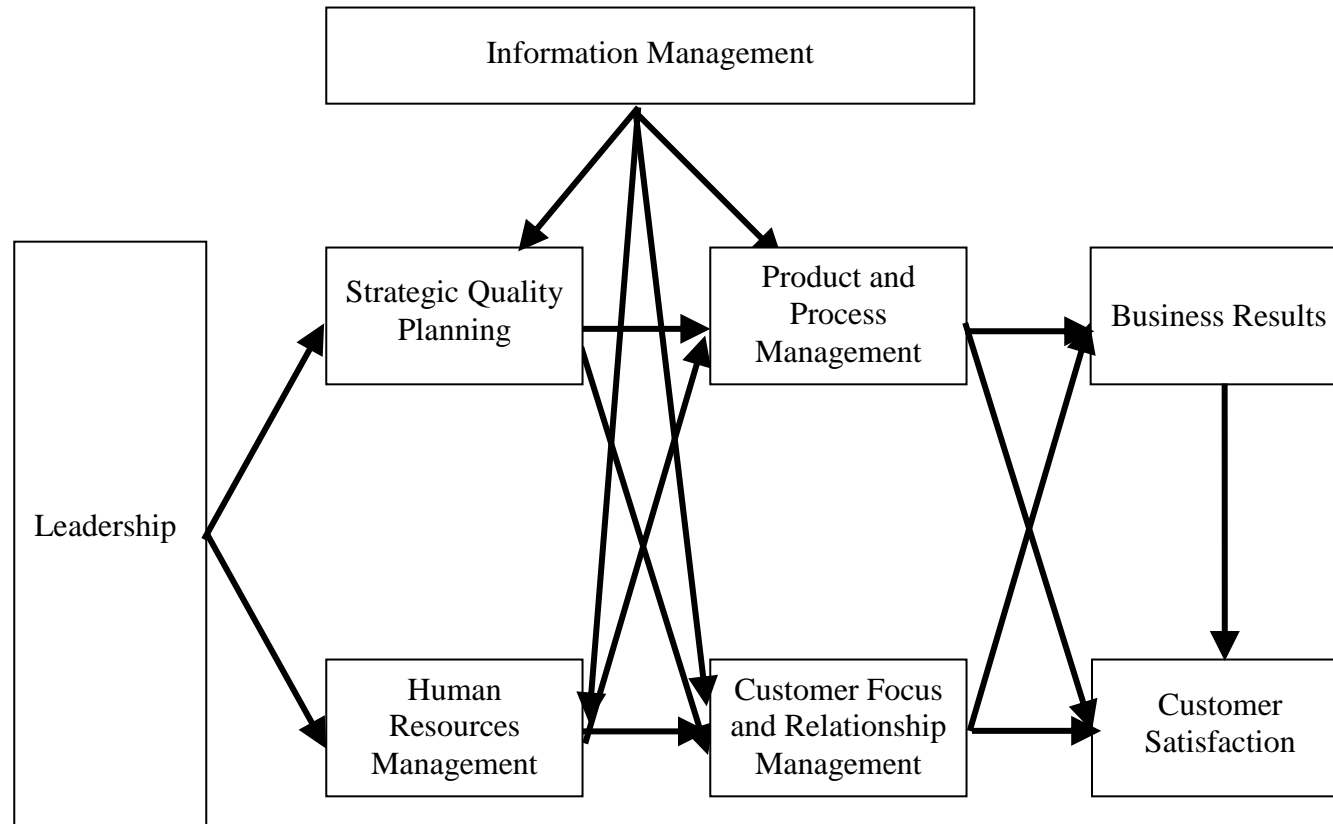 Information Management
Strategic Quality
Planning
Product and
Process
Management
Business Results
Leadership
Human
Resources
Management
Customer Focus
and Relationship
Management
Customer
Satisfaction